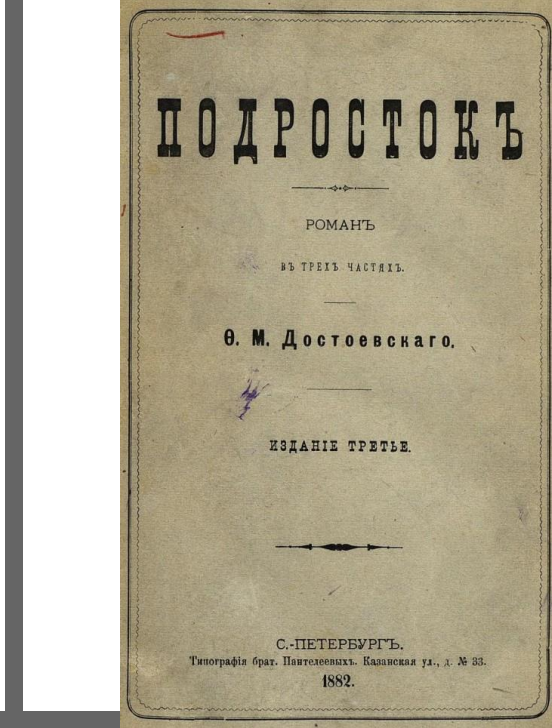 ПОДРОСТОКЪ
РОМАНЪ
ВЪ ТРЕХЪ ЧАСТЯХЪ.
Ѳ. М. Достоевскаго.
ИЗДАНІЕ ТРЕТЬЕ.
С.-ПЕТЕРБУРГЪ.
Типографія брат. Пантелеевыхъ. Казанская ул., д. № 33.
1882.